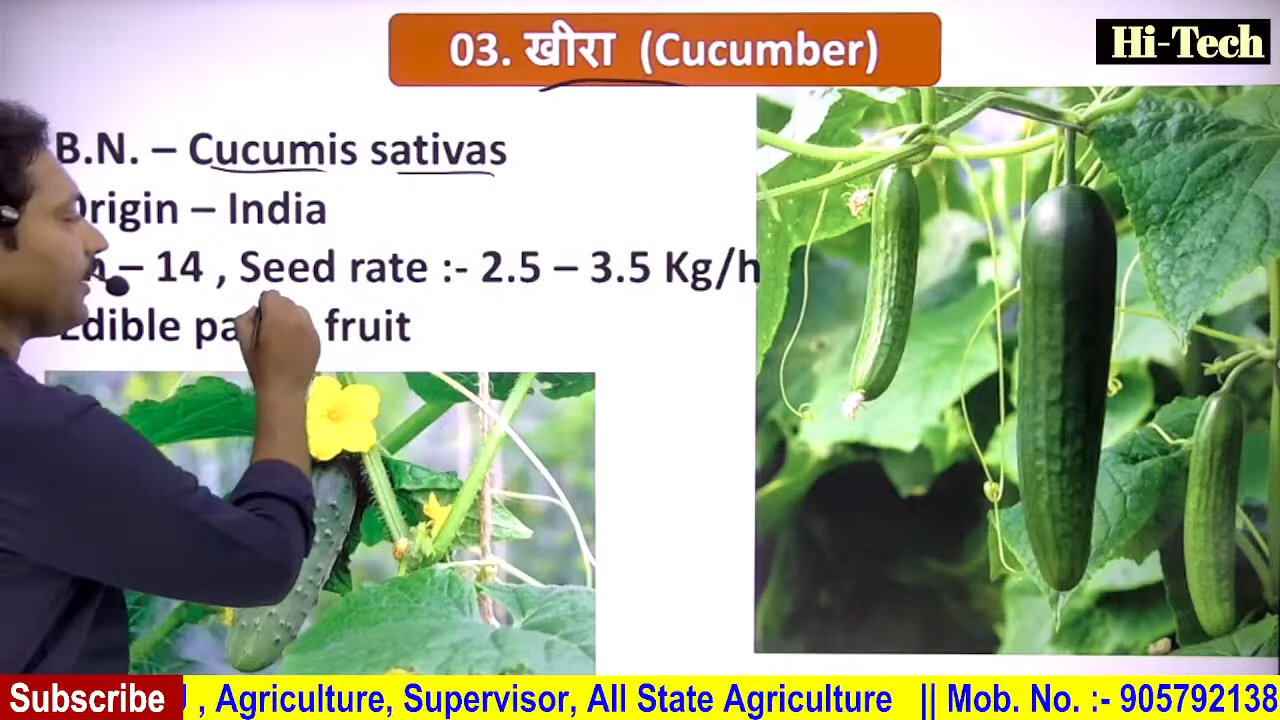 03. खीरा (Cucumber)
Hi-Tech
B.N. – Cucumis sativas
Origin – India
– 14 , Seed rate :- 2.5 – 3.5 Kg/h
Edible fruit
Subscribe , Agriculture, Supervisor, All State Agriculture || Mob. No. :- 905792138